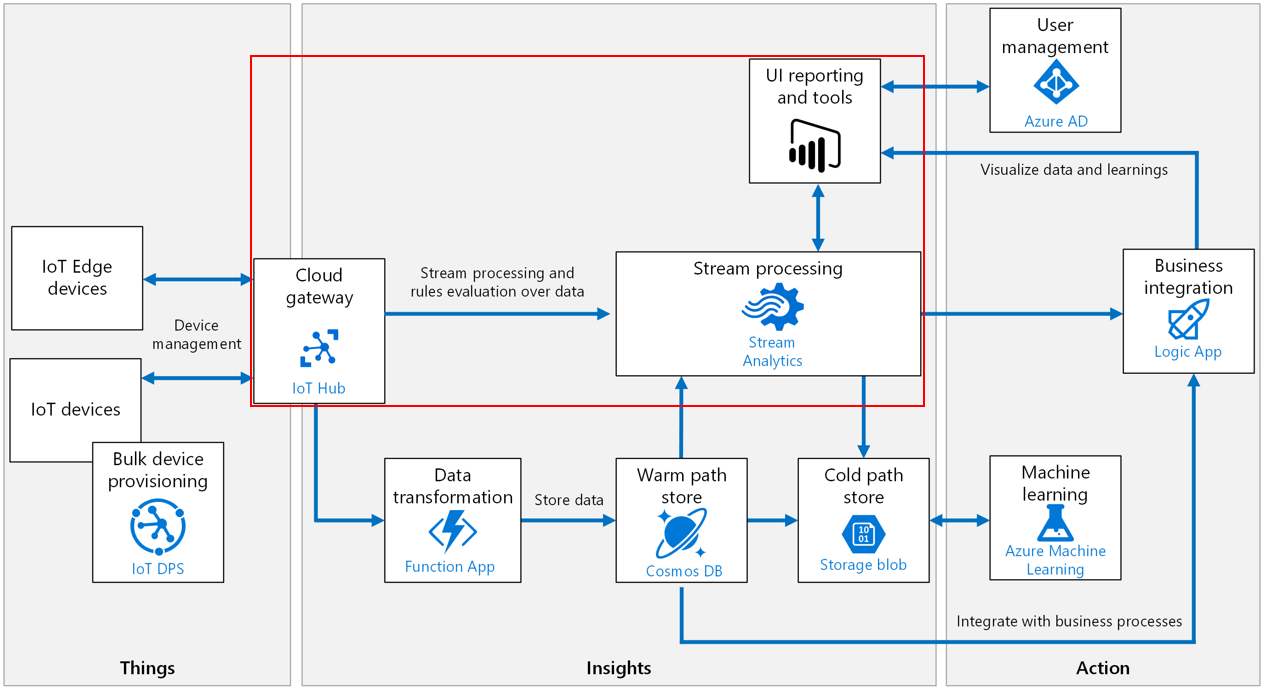 User
management
Azure AD
UI reporting
and tools
Visualize data and learnings
IoT Edge
devices
Device
management
IoT devices
Bulk device
provisioning
IoT DPS
Cloud
gateway
IoT Hub
Stream processing and
rules evaluation over data
Stream processing
Stream
Analytics
Business
integration
Logic App
Data
transformation
Function App
Store data
Warm path
store
Cosmos DB
Cold path
store
10
01
Storage blob
Machine
learning
Azure Machine
Learning
Integrate with business processes
Things
Insights
Action